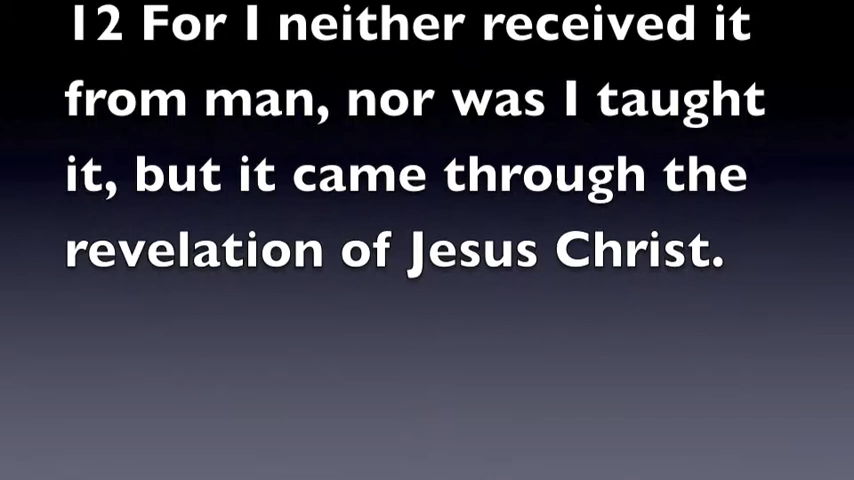 12 For I neither received it
from man, nor was I taught
it, but it came through the
revelation of Jesus Christ.